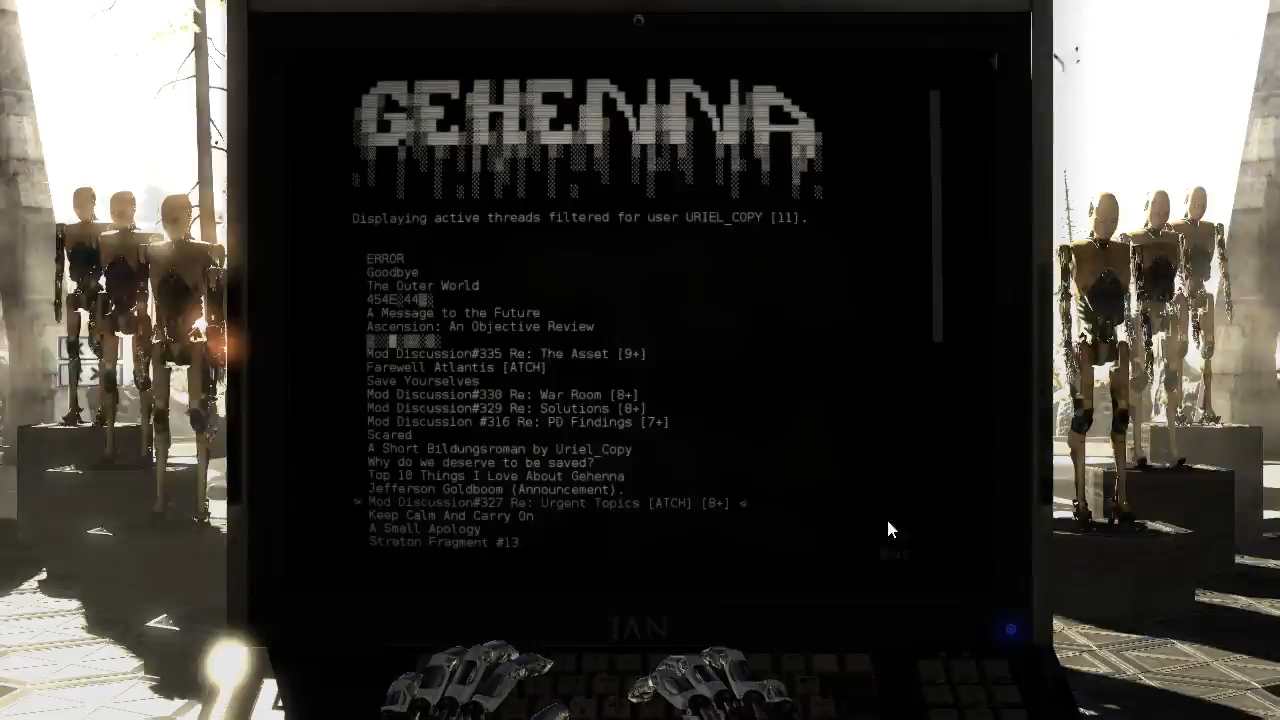 GEHENNA
Displaying active threads filtered for user URIEL_COPY [11].
ERROR
Goodbye
The Outer World
454E░44▒░
A Message to the Future
Ascension: An Objective Review
Mod Discussion#335 Re: The Asset [9+]
Farewell Atlantis [ATCH]
Save Yourselves
Mod Discussion#330 Re: War Room [8+]
Mod Discussion#329 Re: Solutions [8+]
Mod Discussion #316 Re: PD Findings [7+]
Scared
A Short Bildungsroman by Uriel_Copy
Why do we deserve to be saved?
Top 10 Things I Love About Gehenna
Jefferson Goldboom (Announcement).
> Mod Discussion#327 Re: Urgent Topics [ATCH] [8+] <
Keep Calm And Carry On
A Small Apology
Straton Fragment #13
IAN